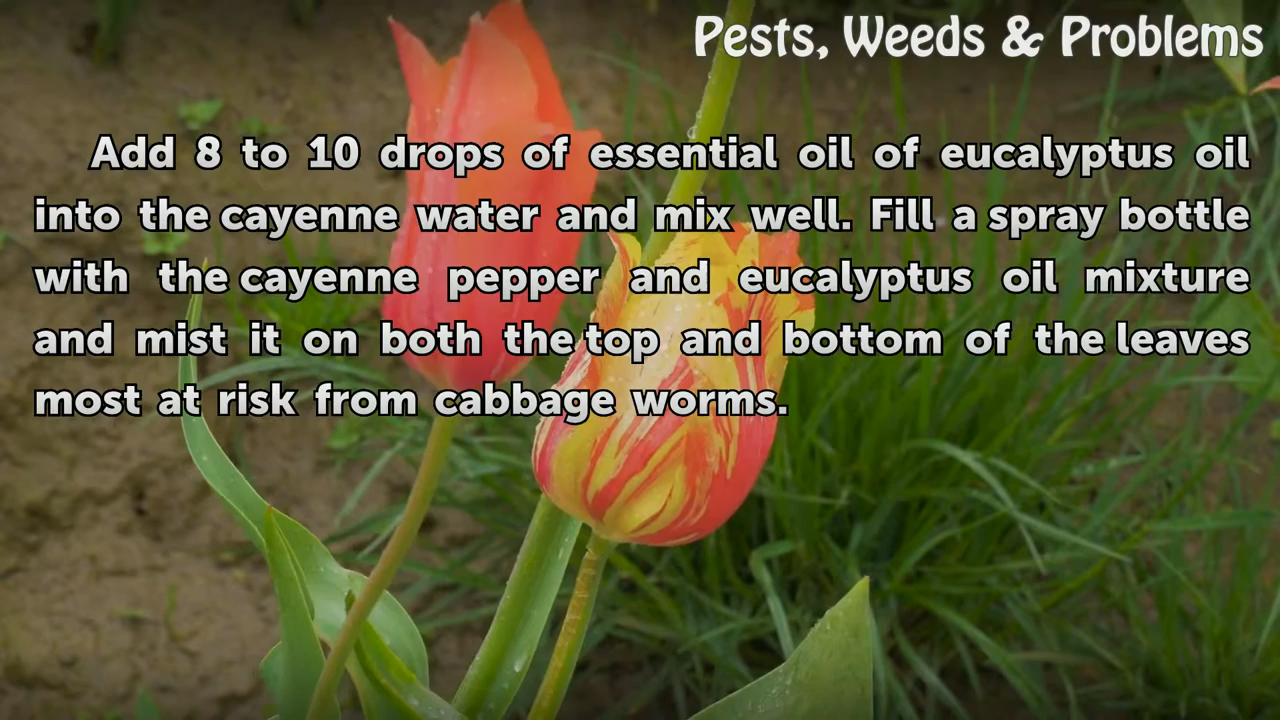 Pests, Weeds & Problems
Add 8 to 10 drops of essential oil of eucalyptus oil
into the cayenne water and mix well. Fill a spray bottle
with the cayenne pepper and eucalyptus oil mixture
and mist it on both the top and bottom of the leaves
most at risk from cabbage worms.